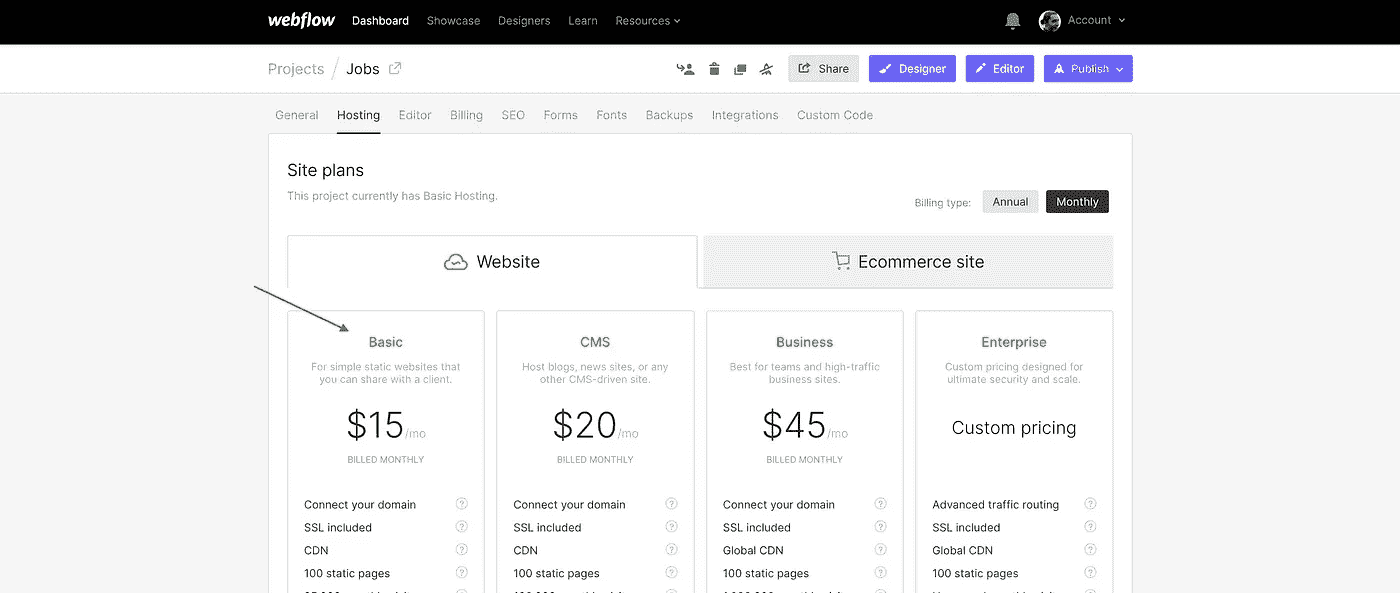 webflow Dashboard Showcase Designers Learn Resources Account
Projects / Jobs Share Designer Editor Publish
General Hosting Editor Billing SEO Forms Fonts Backups Integrations Custom Code
Site plans
This project currently has Basic Hosting.
Billing type: Annual Monthly
Website Ecommerce site
Basic
For simple static websites that
you can share with a client.
$15/mo
BILLED MONTHLY
Connect your domain
SSL included
CDN
100 static pages
CMS
Host blogs, news sites, or any
other CMS-driven site.
$20/mo
BILLED MONTHLY
Connect your domain
SSL included
CDN
100 static pages
Business
Best for teams and high-traffic
business sites.
$45/mo
BILLED MONTHLY
Connect your domain
SSL included
Global CDN
100 static pages
Enterprise
Custom pricing designed for
ultimate security and scale.
Custom pricing
Advanced traffic routing
SSL included
Global CDN
100 static pages